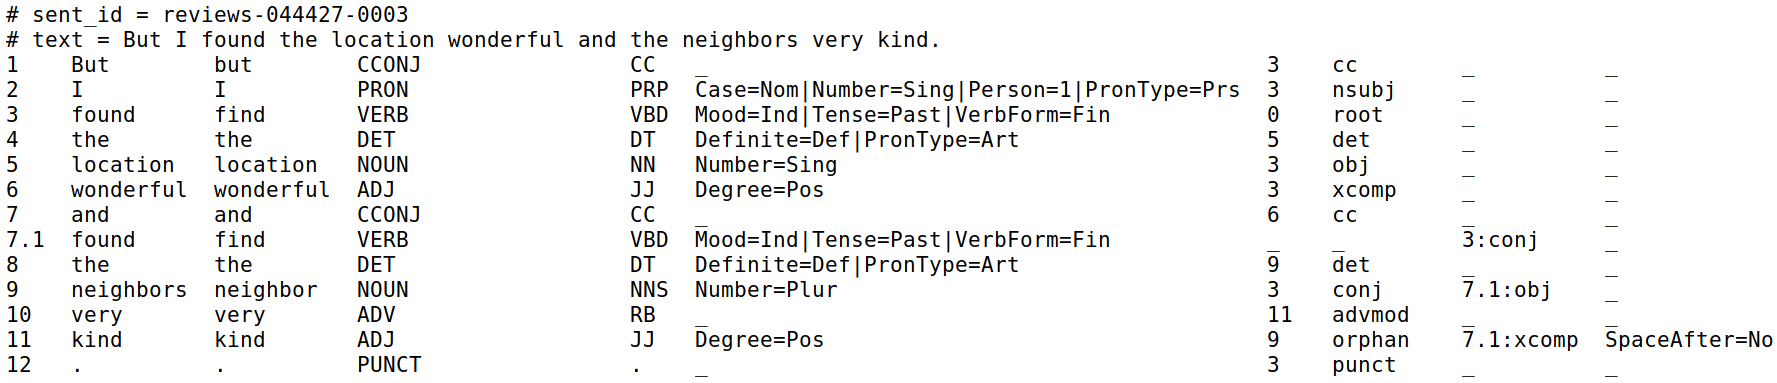 # sent_id = reviews-044427-0003
# text = But I found the location wonderful and the neighbors very kind.
1 But but CCONJ CC _ 3 cc _ _
2 I I PRON PRP Case=Nom|Number=Sing|Person=1|PronType=Prs 3 nsubj _ _
3 found find VERB VBD Mood=Ind|Tense=Past|VerbForm=Fin 0 root _ _
4 the the DET DT Definite=Def|PronType=Art 5 det _ _
5 location location NOUN NN Number=Sing 3 obj _ _
6 wonderful wonderful ADJ JJ Degree=Pos 3 xcomp _ _
7 and and CCONJ CC _ 6 cc _ _
7.1 found find VERB VBD Mood=Ind|Tense=Past|VerbForm=Fin _ _ 3:conj _
8 the the DET DT Definite=Def|PronType=Art 9 det _ _
9 neighbors neighbor NOUN NNS Number=Plur 3 conj 7.1:obj _
10 very very ADV RB _ 11 advmod _ _
11 kind kind ADJ JJ Degree=Pos 9 orphan 7.1:xcomp SpaceAfter=No
12 . . PUNCT . _ 3 punct _ _